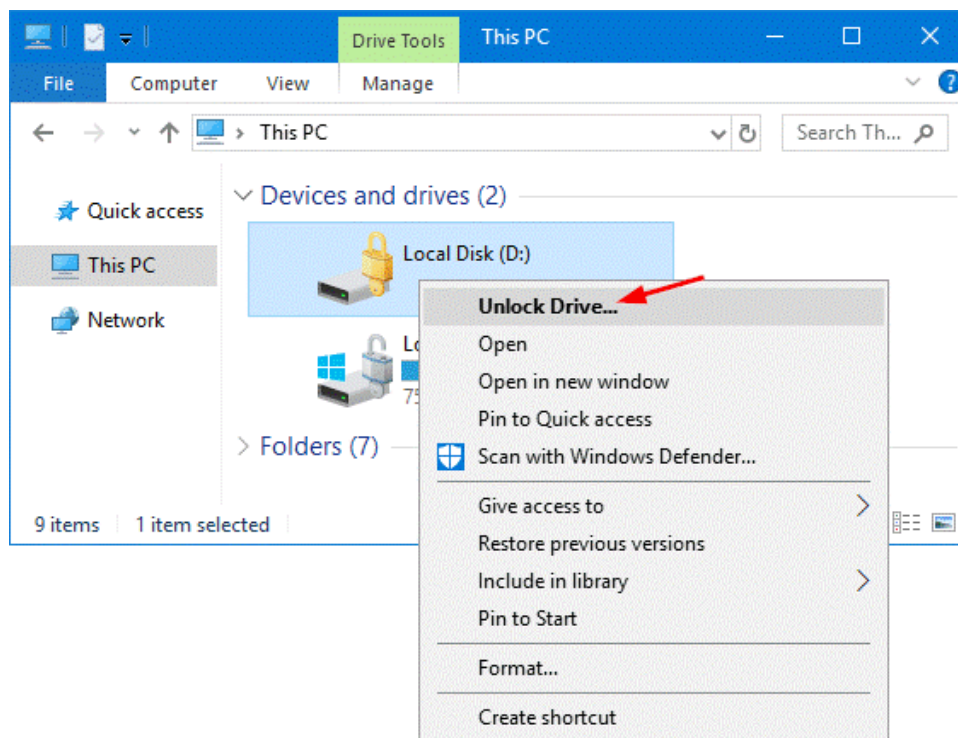 Drive Tools
This PC
File
Computer
View
Manage
This PC
Search Th...
Quick access
This PC
Network
Devices and drives (2)
Local Disk (D:)
Unlock Drive...
Open
Open in new window
Pin to Quick access
Scan with Windows Defender...
Folders (7)
9 items
1 item selected
Give access to
Restore previous versions
Include in library
Pin to Start
Format...
Create shortcut